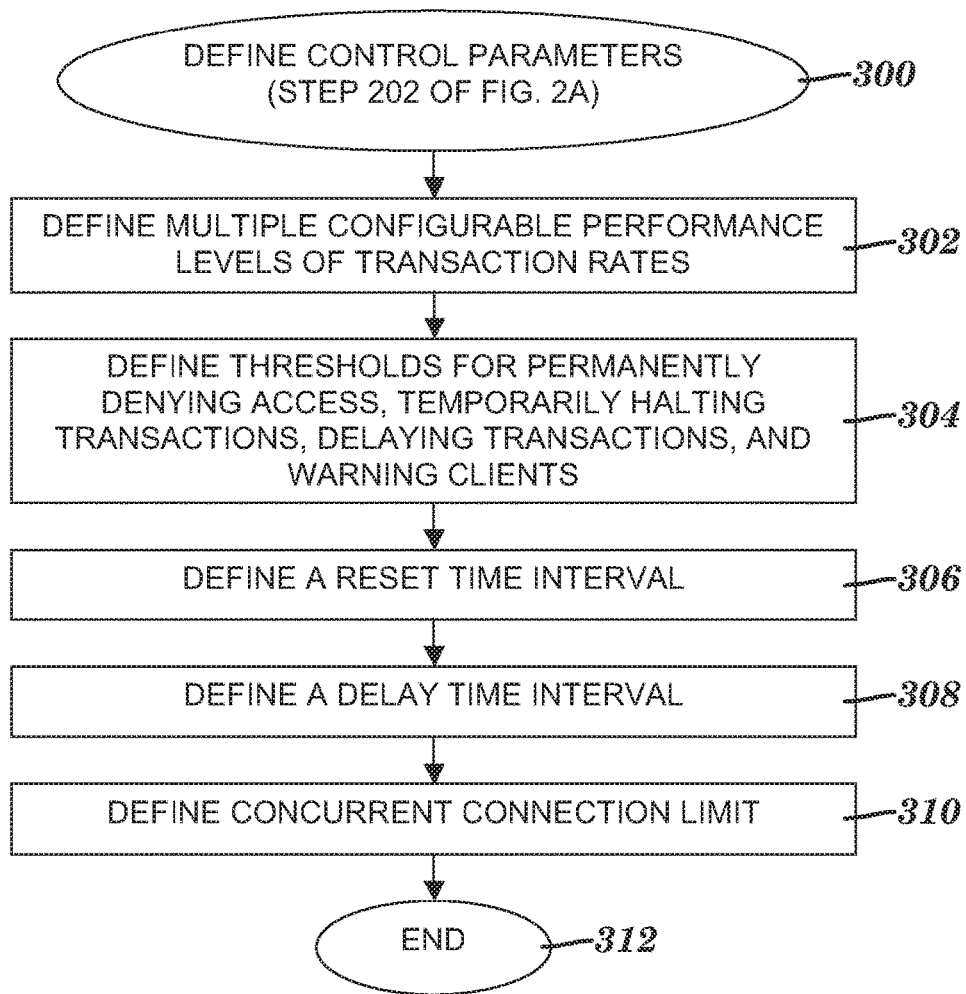 DEFINE CONTROL PARAMETERS
(STEP 202 OF FIG. 2A)
300
DEFINE MULTIPLE CONFIGURABLE PERFORMANCE
LEVELS OF TRANSACTION RATES
302
DEFINE THRESHOLDS FOR PERMANENTLY
DENYING ACCESS, TEMPORARILY HALTING
TRANSACTIONS, DELAYING TRANSACTIONS, AND
WARNING CLIENTS
304
DEFINE A RESET TIME INTERVAL
306
DEFINE A DELAY TIME INTERVAL
308
DEFINE CONCURRENT CONNECTION LIMIT
310
END
312